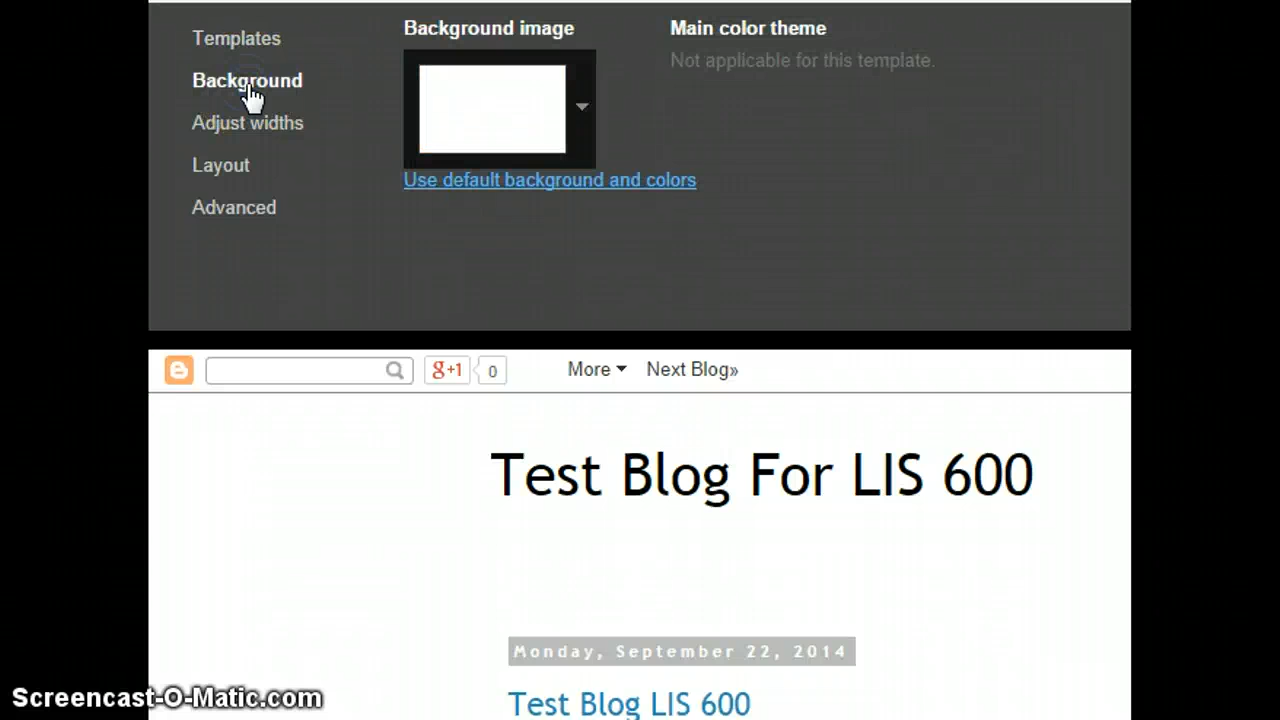 Templates
Background
Adjust widths
Layout
Advanced
Background image
Use default background and colors
Main color theme
Not applicable for this template.
g+1 0 More Next Blog»
Test Blog For LIS 600
Monday, September 22, 2014
Test Blog LIS 600
Screencast-O-Matic.com